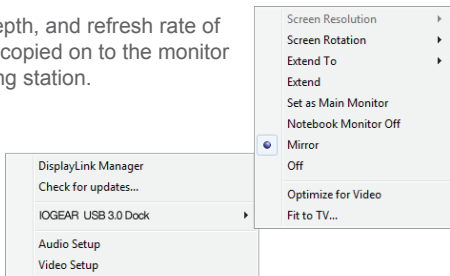 epth, and refresh rate of
copied on to the monitor
ng station.
Screen Resolution
Screen Rotation
Extend To
Extend
Set as Main Monitor
Notebook Monitor Off
Mirror
Off
Optimize for Video
Fit to TV...
DisplayLink Manager
Check for updates...
IOGEAR USB 3.0 Dock
Audio Setup
Video Setup